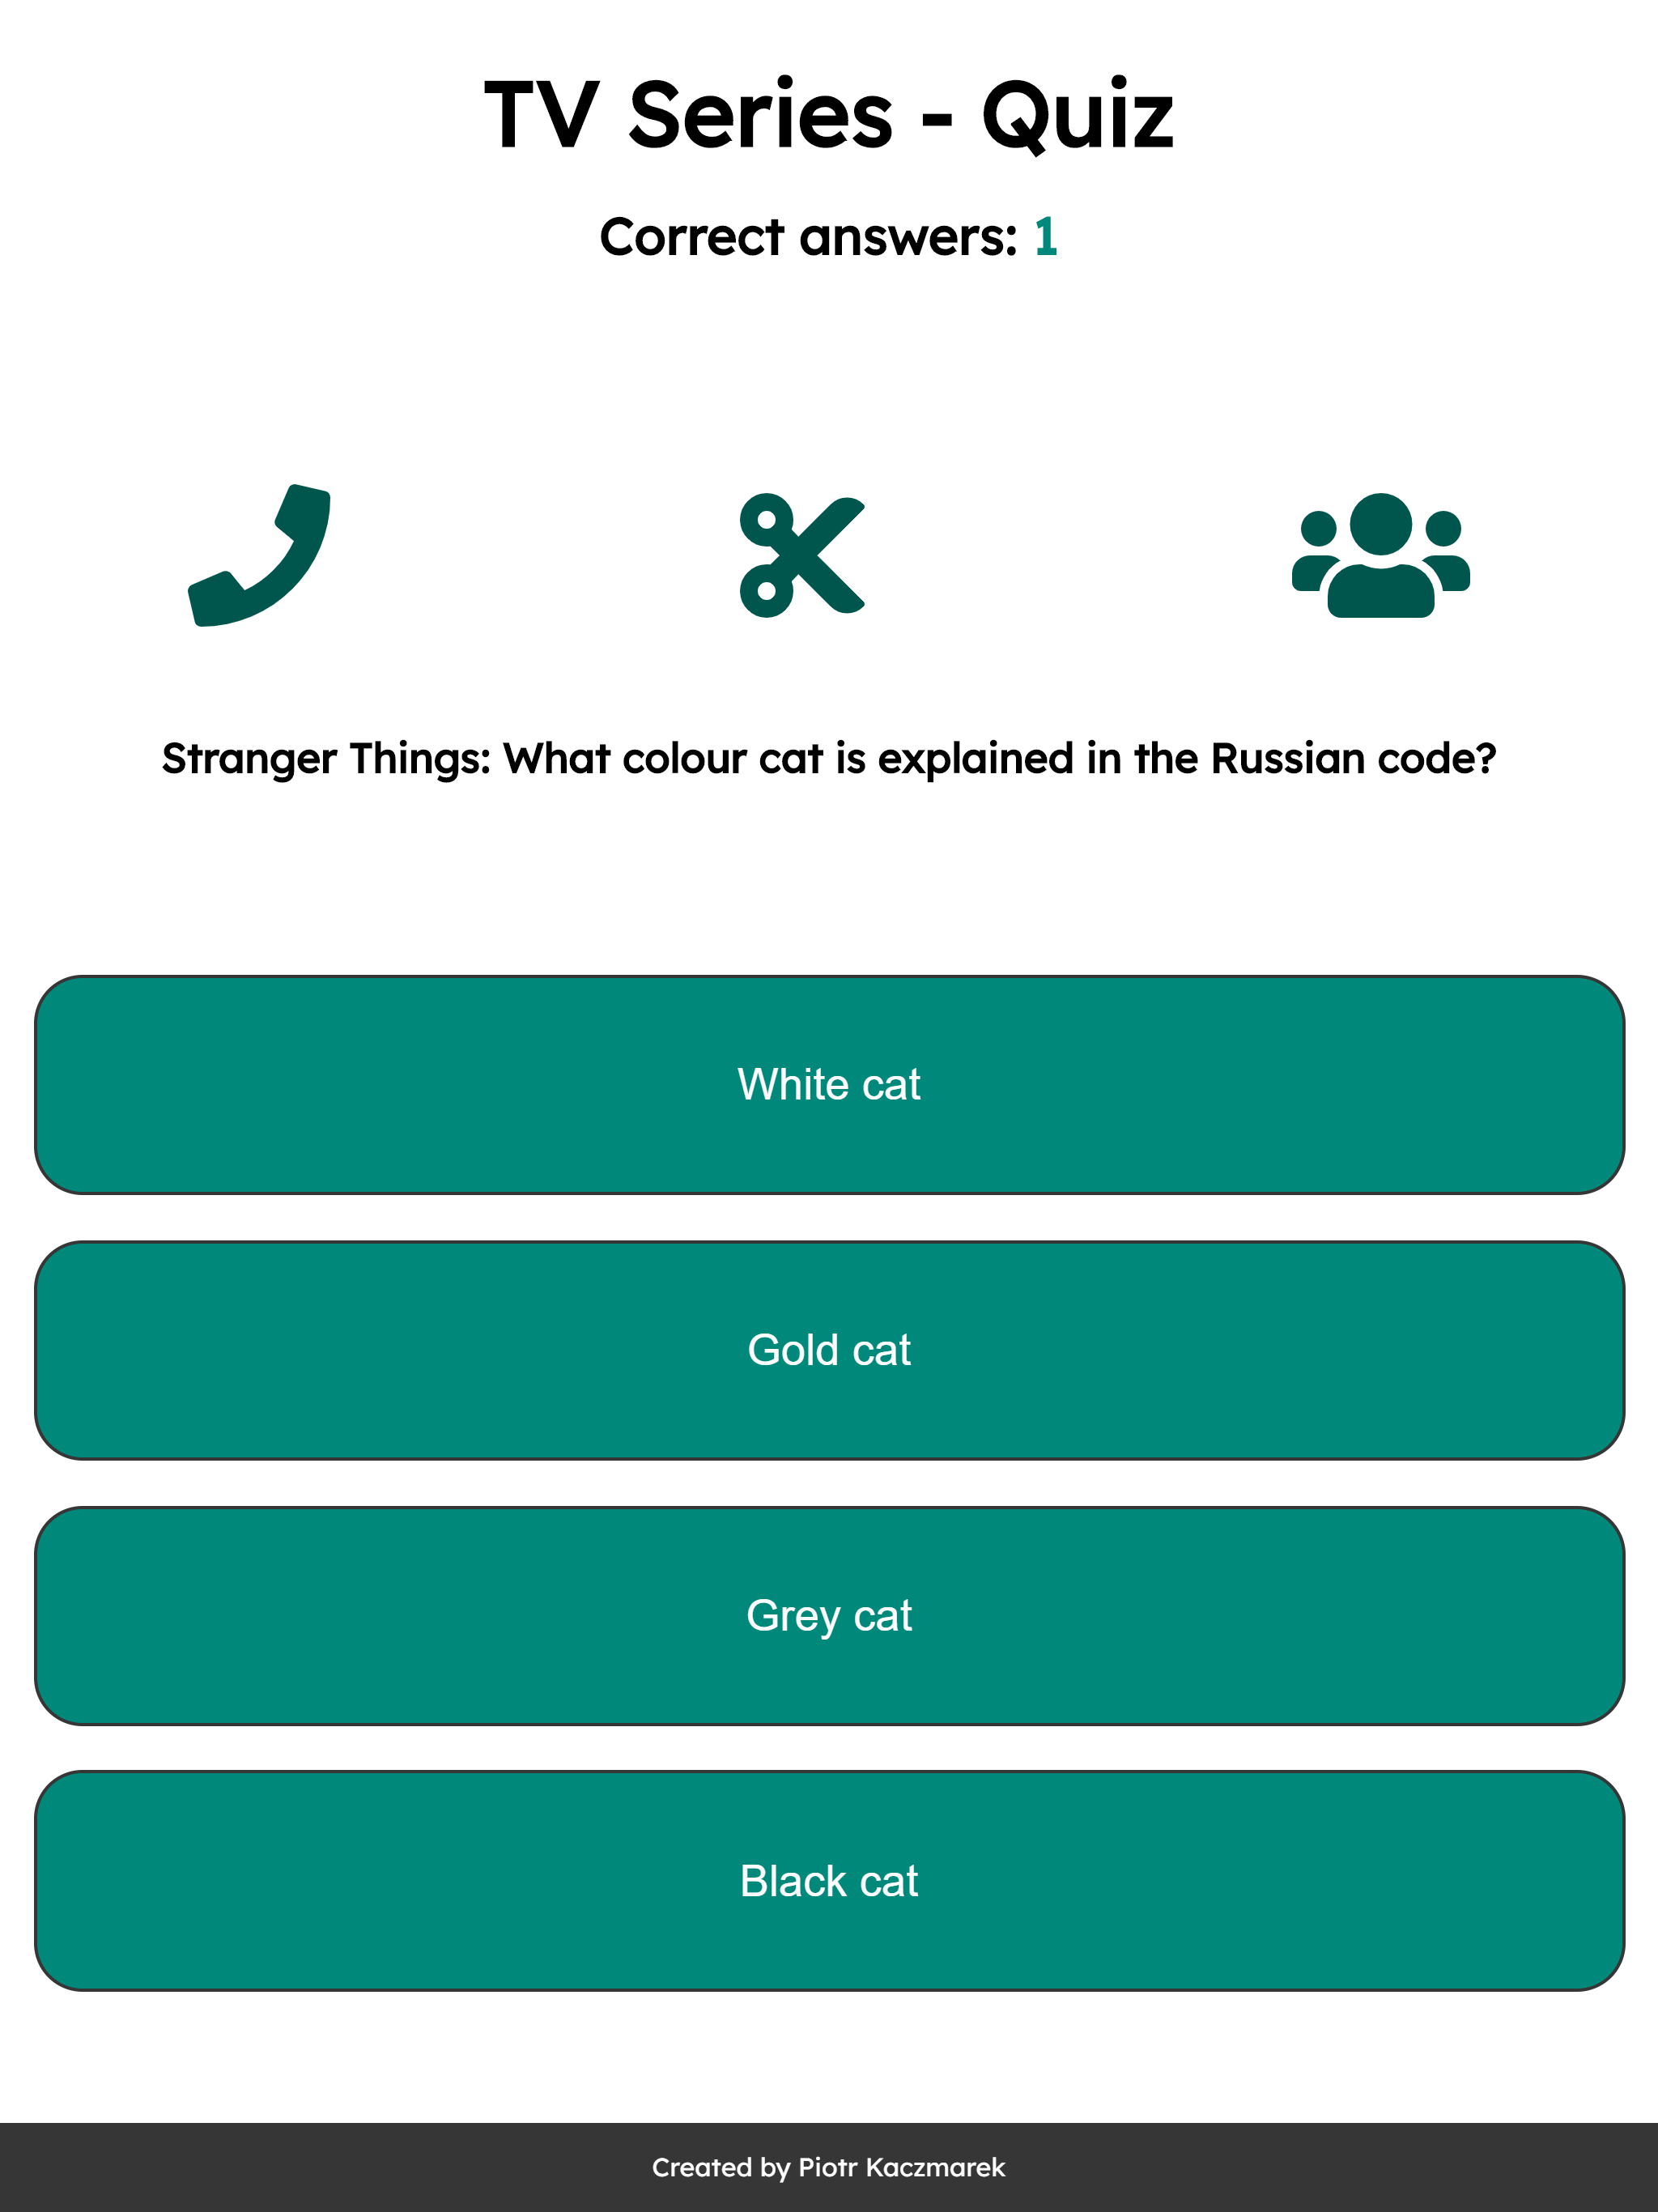 TV Series - Quiz
Correct answers: 1
Stranger Things: What colour cat is explained in the Russian code?
White cat
Gold cat
Grey cat
Black cat
Created by Piotr Kaczmarek